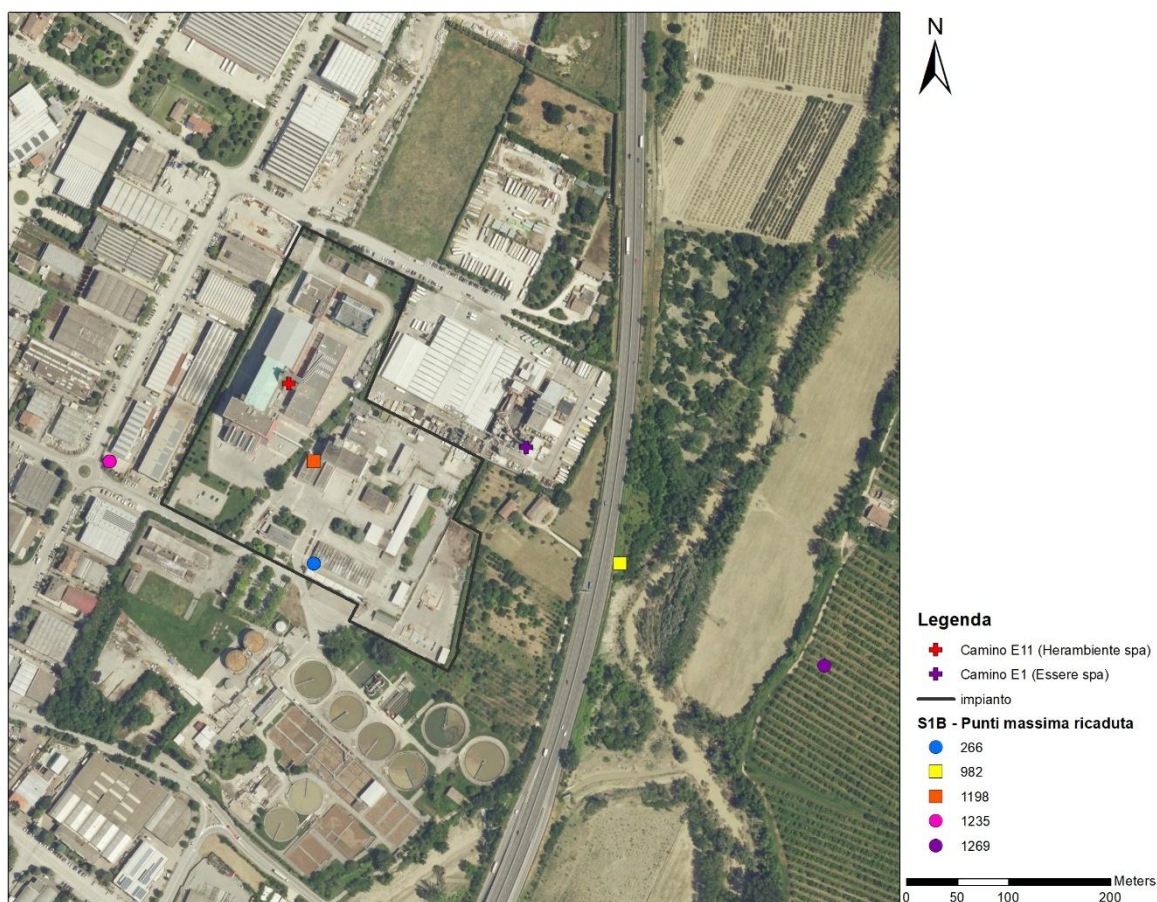 N
Legenda
Camino E11 (Herambiente spa)
Camino E1 (Essere spa)
impianto
S1B - Punti massima ricaduta
266
982
1198
1235
1269
Meters
0 50 100 200